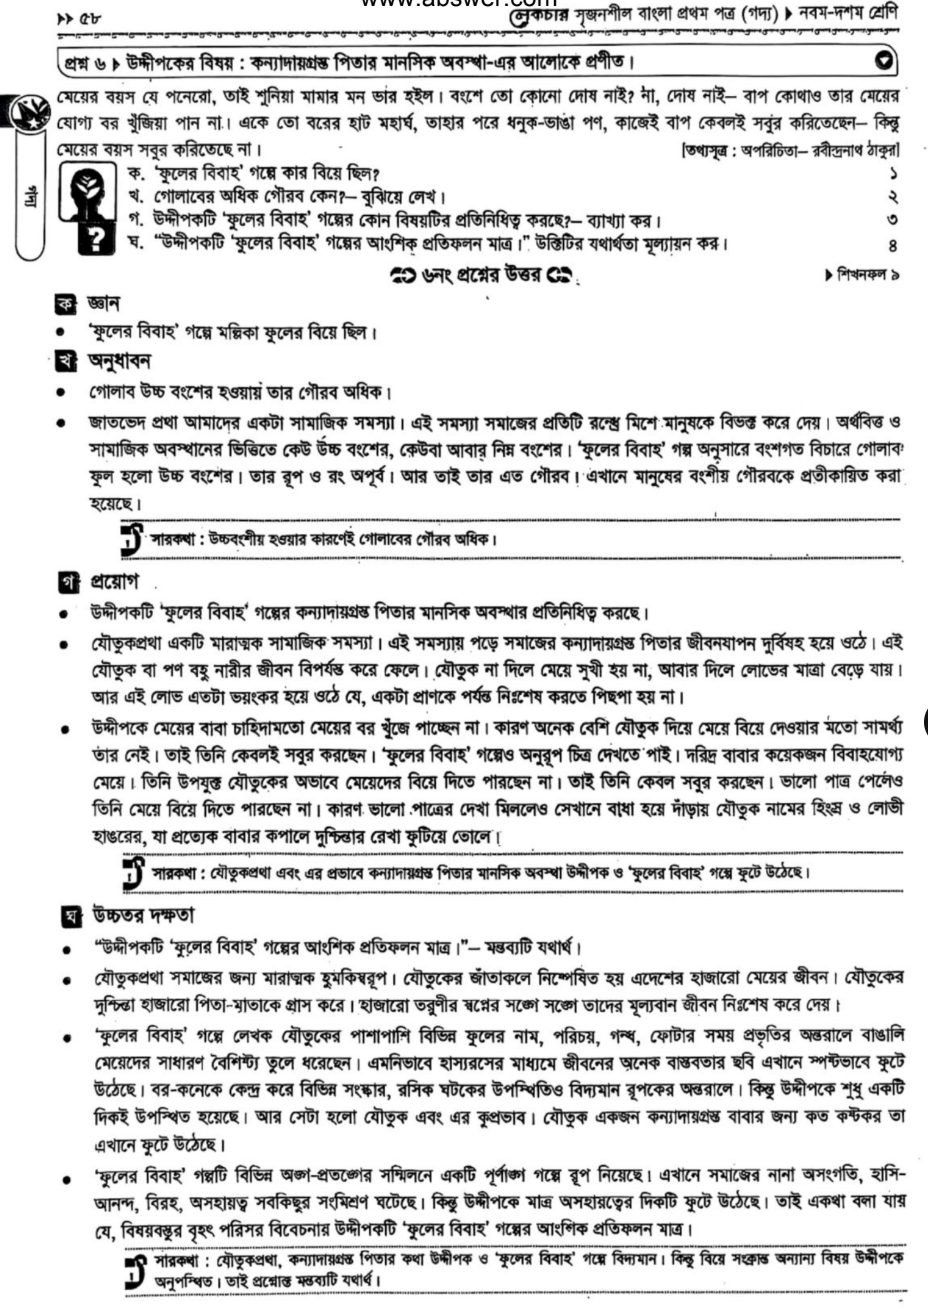 www.abswer.com
▸▸ ৫৮
লেকচার সৃজনশীল বাংলা প্রথম পত্র (গদ্য) ▸ নবম-দশম শ্রেণি
প্রশ্ন ৬ ▸ উদ্দীপকের বিষয় : কন্যাদায়গ্রস্ত পিতার মানসিক অবস্থা-এর আলোকে প্রণীত।
মেয়ের বয়স যে পনেরো, তাই শুনিয়া মামার মন ভার হইল। বংশে তো কোনো দোষ নাই? না, দোষ নাই– বাপ কোথাও তার মেয়ের
যোগ্য বর খুঁজিয়া পান না। একে তো বরের হাট মহার্ঘ, তাহার পরে ধনুক-ভাঙা পণ, কাজেই বাপ কেবলই সবুর করিতেছেন– কিন্তু
মেয়ের বয়স সবুর করিতেছে না।
[তথ্যসূত্র : অপরিচিতা– রবীন্দ্রনাথ ঠাকুর]
গদ্য
ক. ‘ফুলের বিবাহ’ গল্পে কার বিয়ে ছিল? ১
খ. গোলাবের অধিক গৌরব কেন?– বুঝিয়ে লেখ। ২
গ. উদ্দীপকটি ‘ফুলের বিবাহ’ গল্পের কোন বিষয়টির প্রতিনিধিত্ব করছে?– ব্যাখ্যা কর। ৩
ঘ. “উদ্দীপকটি ‘ফুলের বিবাহ’ গল্পের আংশিক প্রতিফলন মাত্র।” উক্তিটির যথার্থতা মূল্যায়ন কর। ৪
৬নং প্রশ্নের উত্তর
▸ শিখনফল ৯
ক জ্ঞান
• ‘ফুলের বিবাহ’ গল্পে মল্লিকা ফুলের বিয়ে ছিল।
খ অনুধাবন
• গোলাব উচ্চ বংশের হওয়ায় তার গৌরব অধিক।
• জাতভেদ প্রথা আমাদের একটা সামাজিক সমস্যা। এই সমস্যা সমাজের প্রতিটি রন্ধ্রে মিশে মানুষকে বিভক্ত করে দেয়। অর্থবিত্ত ও
সামাজিক অবস্থানের ভিত্তিতে কেউ উচ্চ বংশের, কেউবা আবার নিম্ন বংশের। ‘ফুলের বিবাহ’ গল্প অনুসারে বংশগত বিচারে গোলাব
ফুল হলো উচ্চ বংশের। তার রূপ ও রং অপূর্ব। আর তাই তার এত গৌরব। এখানে মানুষের বংশীয় গৌরবকে প্রতীকায়িত করা
হয়েছে।
সারকথা : উচ্চবংশীয় হওয়ার কারণেই গোলাবের গৌরব অধিক।
গ প্রয়োগ
• উদ্দীপকটি ‘ফুলের বিবাহ’ গল্পের কন্যাদায়গ্রস্ত পিতার মানসিক অবস্থার প্রতিনিধিত্ব করছে।
• যৌতুকপ্রথা একটি মারাত্মক সামাজিক সমস্যা। এই সমস্যায় পড়ে সমাজের কন্যাদায়গ্রস্ত পিতার জীবনযাপন দুর্বিষহ হয়ে ওঠে। এই
যৌতুক বা পণ বহু নারীর জীবন বিপর্যস্ত করে ফেলে। যৌতুক না দিলে মেয়ে সুখী হয় না, আবার দিলে লোভের মাত্রা বেড়ে যায়।
আর এই লোভ এতটা ভয়ংকর হয়ে ওঠে যে, একটা প্রাণকে পর্যন্ত নিঃশেষ করতে পিছপা হয় না।
• উদ্দীপকে মেয়ের বাবা চাহিদামতো মেয়ের বর খুঁজে পাচ্ছেন না। কারণ অনেক বেশি যৌতুক দিয়ে মেয়ে বিয়ে দেওয়ার মতো সামর্থ্য
তার নেই। তাই তিনি কেবলই সবুর করছেন। ‘ফুলের বিবাহ’ গল্পেও অনুরূপ চিত্র দেখতে পাই। দরিদ্র বাবার কয়েকজন বিবাহযোগ্য
মেয়ে। তিনি উপযুক্ত যৌতুকের অভাবে মেয়েদের বিয়ে দিতে পারছেন না। তাই তিনি কেবল সবুর করছেন। ভালো পাত্র পেলেও
তিনি মেয়ে বিয়ে দিতে পারছেন না। কারণ ভালো পাত্রের দেখা মিললেও সেখানে বাধা হয়ে দাঁড়ায় যৌতুক নামের হিংস্র ও লোভী
হাঙরের, যা প্রত্যেক বাবার কপালে দুশ্চিন্তার রেখা ফুটিয়ে তোলে।
সারকথা : যৌতুকপ্রথা এবং এর প্রভাবে কন্যাদায়গ্রস্ত পিতার মানসিক অবস্থা উদ্দীপক ও ‘ফুলের বিবাহ’ গল্পে ফুটে উঠেছে।
ঘ উচ্চতর দক্ষতা
• “উদ্দীপকটি ‘ফুলের বিবাহ’ গল্পের আংশিক প্রতিফলন মাত্র।”– মন্তব্যটি যথার্থ।
• যৌতুকপ্রথা সমাজের জন্য মারাত্মক হুমকিস্বরূপ। যৌতুকের জাঁতাকলে নিষ্পেষিত হয় এদেশের হাজারো মেয়ের জীবন। যৌতুকের
দুশ্চিন্তা হাজারো পিতা-মাতাকে গ্রাস করে। হাজারো তরুণীর স্বপ্নের সঙ্গে সঙ্গে তাদের মূল্যবান জীবন নিঃশেষ করে দেয়।
• ‘ফুলের বিবাহ’ গল্পে লেখক যৌতুকের পাশাপাশি বিভিন্ন ফুলের নাম, পরিচয়, গন্ধ, ফোটার সময় প্রভৃতির অন্তরালে বাঙালি
মেয়েদের সাধারণ বৈশিষ্ট্য তুলে ধরেছেন। এমনিভাবে হাস্যরসের মাধ্যমে জীবনের অনেক বাস্তবতার ছবি এখানে স্পষ্টভাবে ফুটে
উঠেছে। বর-কনেকে কেন্দ্র করে বিভিন্ন সংস্কার, রসিক ঘটকের উপস্থিতিও বিদ্যমান রূপকের অন্তরালে। কিন্তু উদ্দীপকে শুধু একটি
দিকই উপস্থিত হয়েছে। আর সেটা হলো যৌতুক এবং এর কুপ্রভাব। যৌতুক একজন কন্যাদায়গ্রস্ত বাবার জন্য কত কষ্টকর তা
এখানে ফুটে উঠেছে।
• ‘ফুলের বিবাহ’ গল্পটি বিভিন্ন অঙ্গ-প্রত্যঙ্গের সম্মিলনে একটি পূর্ণাঙ্গ গল্পে রূপ নিয়েছে। এখানে সমাজের নানা অসংগতি, হাসি-
আনন্দ, বিরহ, অসহায়ত্ব সবকিছুর সংমিশ্রণ ঘটেছে। কিন্তু উদ্দীপকে মাত্র অসহায়ত্বের দিকটি ফুটে উঠেছে। তাই একথা বলা যায়
যে, বিষয়বস্তুর বৃহৎ পরিসর বিবেচনায় উদ্দীপকটি ‘ফুলের বিবাহ’ গল্পের আংশিক প্রতিফলন মাত্র।
সারকথা : যৌতুকপ্রথা, কন্যাদায়গ্রস্ত পিতার কথা উদ্দীপক ও ‘ফুলের বিবাহ’ গল্পে বিদ্যমান। কিন্তু বিয়ে সংক্রান্ত অন্যান্য বিষয় উদ্দীপকে
অনুপস্থিত। তাই প্রশ্নোক্ত মন্তব্যটি যথার্থ।